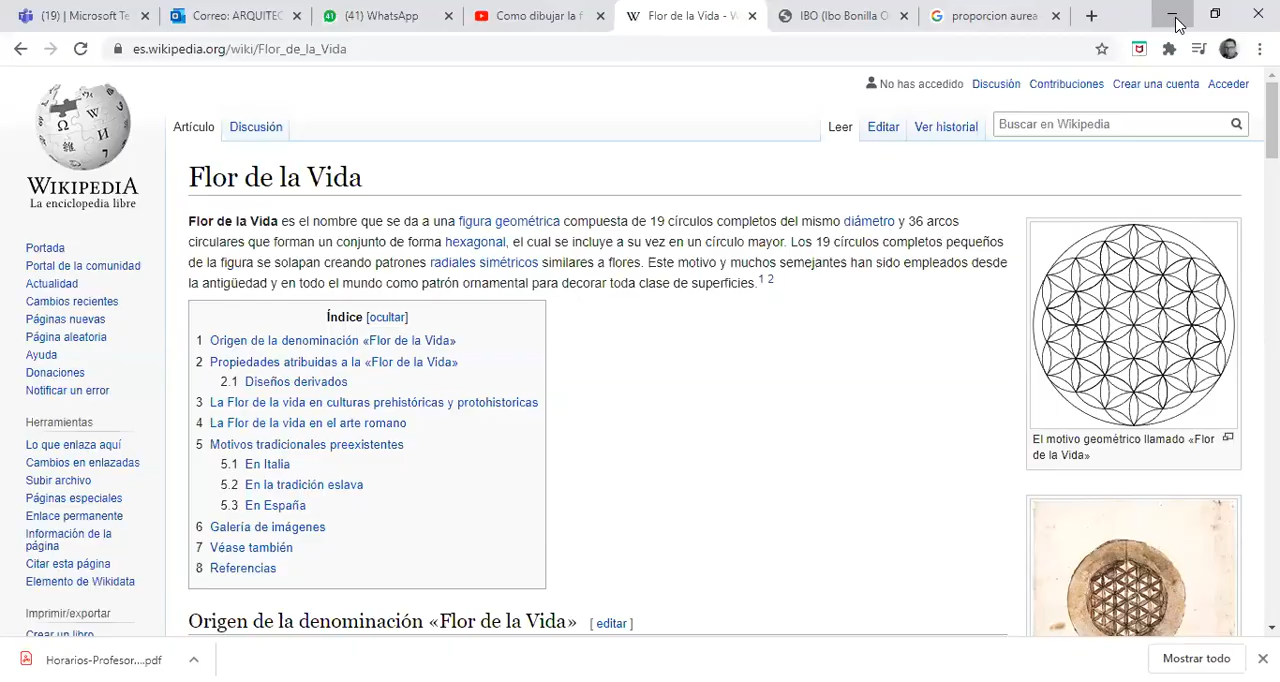 (19) | Microsoft Te
Correo: ARQUITEC
(41) WhatsApp
Como dibujar la f
Flor de la Vida - W
IBO (Ibo Bonilla O
proporcion aurea
es.wikipedia.org/wiki/Flor_de_la_Vida
No has accedido Discusión Contribuciones Crear una cuenta Acceder
Artículo Discusión Leer Editar Ver historial Buscar en Wikipedia
WIKIPEDIA
La enciclopedia libre
Portada
Portal de la comunidad
Actualidad
Cambios recientes
Páginas nuevas
Página aleatoria
Ayuda
Donaciones
Notificar un error
Herramientas
Lo que enlaza aquí
Cambios en enlazadas
Subir archivo
Páginas especiales
Enlace permanente
Información de la
página
Citar esta página
Elemento de Wikidata
Imprimir/exportar
Crear un libro
Flor de la Vida
Flor de la Vida es el nombre que se da a una figura geométrica compuesta de 19 círculos completos del mismo diámetro y 36 arcos
circulares que forman un conjunto de forma hexagonal, el cual se incluye a su vez en un círculo mayor. Los 19 círculos completos pequeños
de la figura se solapan creando patrones radiales simétricos similares a flores. Este motivo y muchos semejantes han sido empleados desde
la antigüedad y en todo el mundo como patrón ornamental para decorar toda clase de superficies.1 2
Índice [ocultar]
1 Origen de la denominación «Flor de la Vida»
2 Propiedades atribuidas a la «Flor de la Vida»
2.1 Diseños derivados
3 La Flor de la vida en culturas prehistóricas y protohistoricas
4 La Flor de la vida en el arte romano
5 Motivos tradicionales preexistentes
5.1 En Italia
5.2 En la tradición eslava
5.3 En España
6 Galería de imágenes
7 Véase también
8 Referencias
Origen de la denominación «Flor de la Vida» [ editar ]
El motivo geométrico llamado «Flor
de la Vida»
Horarios-Profesor....pdf
Mostrar todo